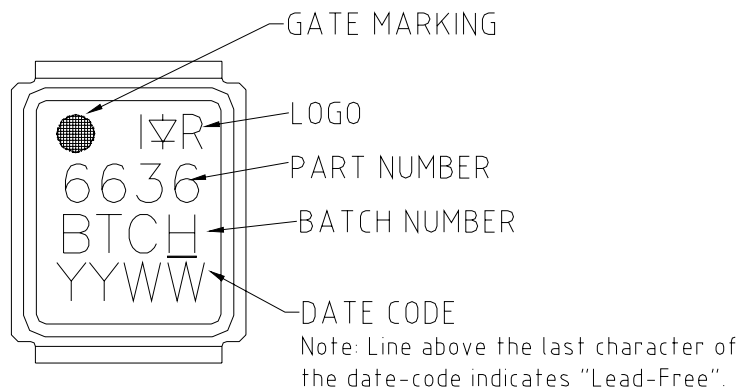 GATE MARKING
IR
LOGO
6636
PART NUMBER
BTCH
BATCH NUMBER
YYWW
DATE CODE
Note: Line above the last character of
the date-code indicates "Lead-Free".